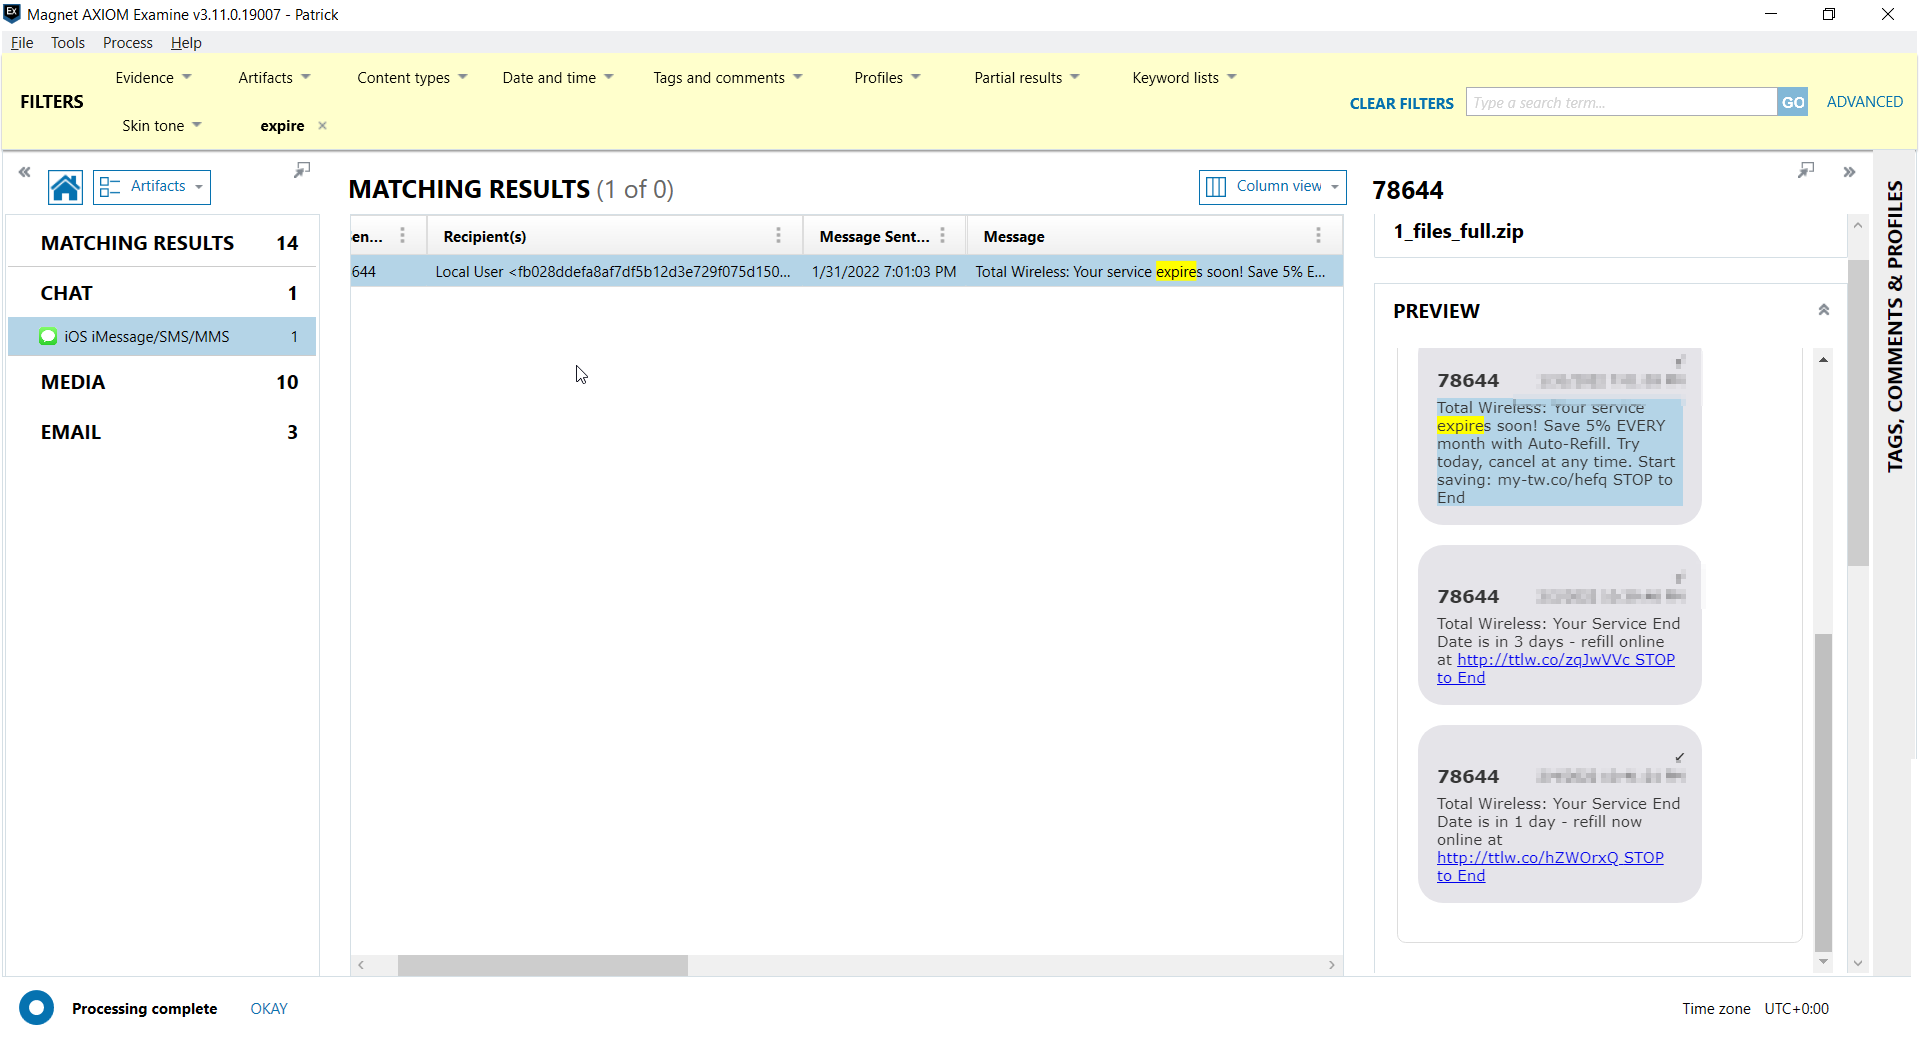 Magnet AXIOM Examine v3.11.0.19007 - Patrick
File Tools Process Help
FILTERS
Evidence Artifacts Content types Date and time Tags and comments Profiles Partial results Keyword lists
Skin tone expire ×
CLEAR FILTERS Type a search term... GO ADVANCED
Artifacts
MATCHING RESULTS 14
CHAT 1
iOS iMessage/SMS/MMS 1
MEDIA 10
EMAIL 3
MATCHING RESULTS (1 of 0)
Column view
en... Recipient(s) Message Sent... Message
644 Local User <fb028ddefa8af7df5b12d3e729f075d150... 1/31/2022 7:01:03 PM Total Wireless: Your service expires soon! Save 5% E...
78644
1_files_full.zip
PREVIEW
78644
Total Wireless: Your service
expires soon! Save 5% EVERY
month with Auto-Refill. Try
today, cancel at any time. Start
saving: my-tw.co/hefq STOP to
End
78644
Total Wireless: Your Service End
Date is in 3 days - refill online
at http://ttlw.co/zqJwVVc STOP
to End
78644
Total Wireless: Your Service End
Date is in 1 day - refill now
online at
http://ttlw.co/hZWOrxQ STOP
to End
TAGS, COMMENTS & PROFILES
Processing complete OKAY
Time zone UTC+0:00